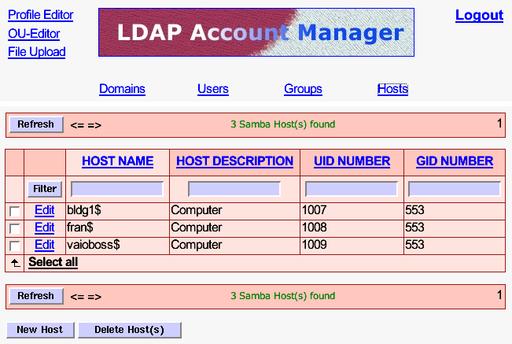 Profile Editor
OU-Editor
File Upload
LDAP Account Manager
Logout
Domains Users Groups Hosts
Refresh <= => 3 Samba Host(s) found 1
HOST NAME HOST DESCRIPTION UID NUMBER GID NUMBER
Filter
Edit bldg1$ Computer 1007 553
Edit fran$ Computer 1008 553
Edit vaioboss$ Computer 1009 553
Select all
Refresh <= => 3 Samba Host(s) found 1
New Host Delete Host(s)